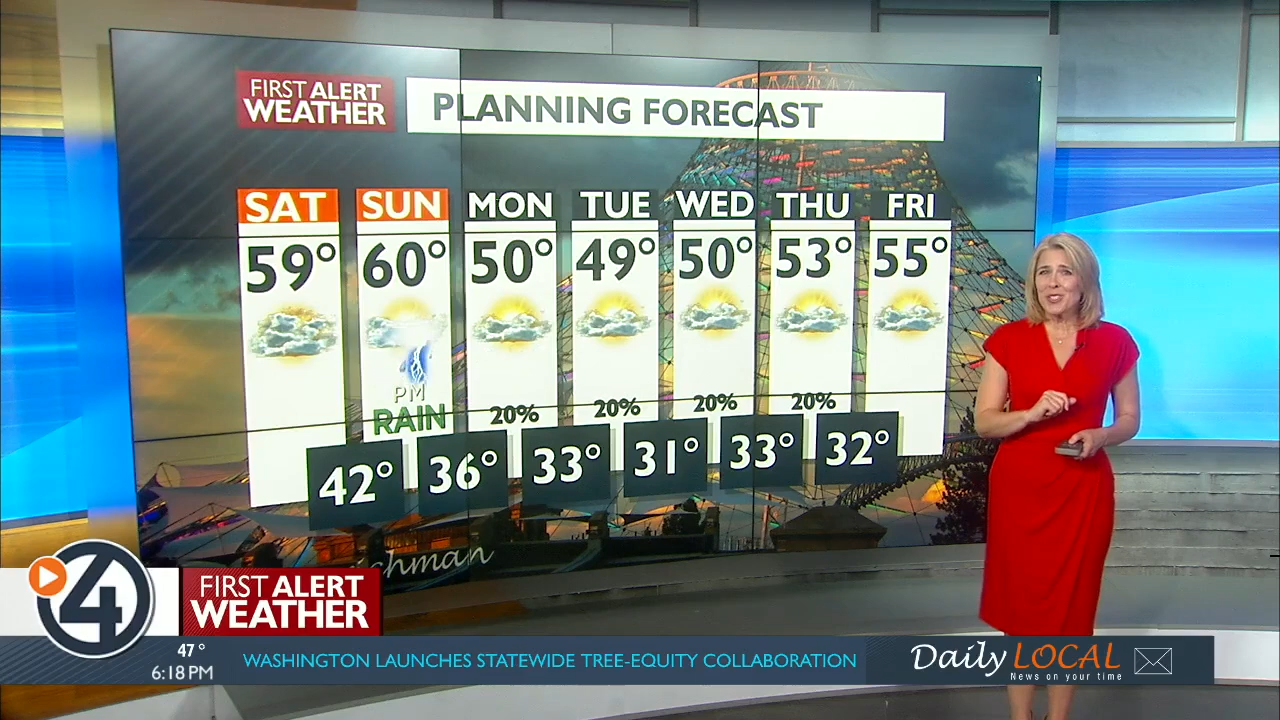 FIRST ALERT
WEATHER
PLANNING FORECAST
SAT SUN MON TUE WED THU FRI
59° 60° 50° 49° 50° 53° 55°
PM
RAIN
20% 20% 20% 20%
42° 36° 33° 31° 33° 32°
4
FIRST ALERT
WEATHER
47°
6:18 PM
WASHINGTON LAUNCHES STATEWIDE TREE-EQUITY COLLABORATION
Daily LOCAL
News on your time